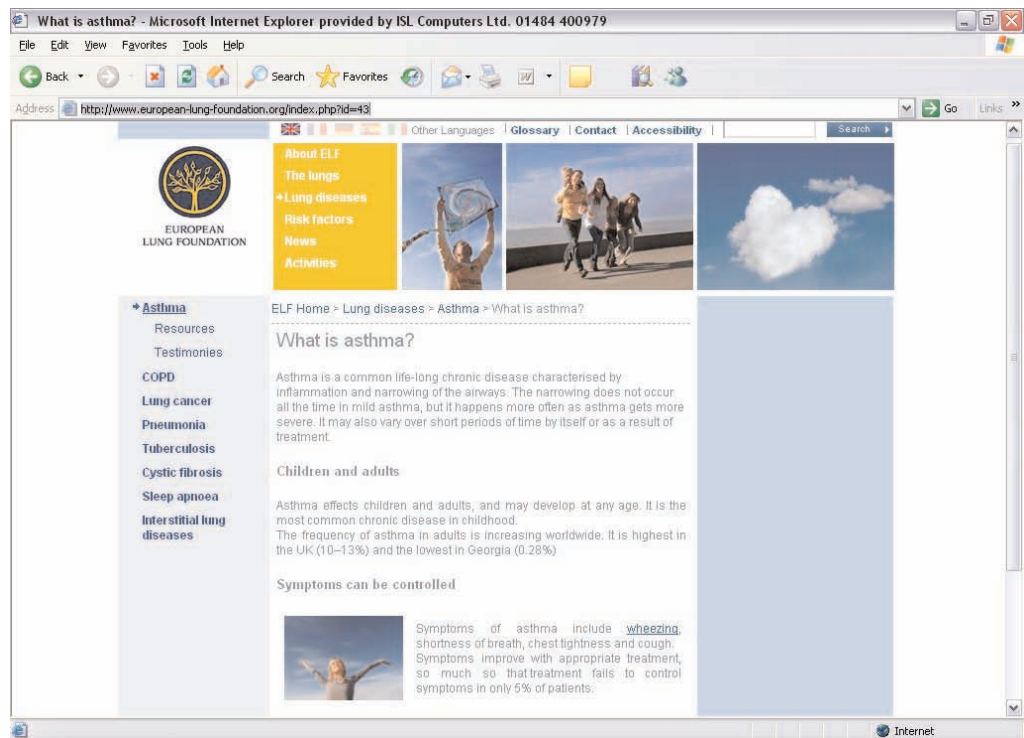 What is asthma? - Microsoft Internet Explorer provided by ISL Computers Ltd. 01484 400979
File Edit View Favorites Tools Help
Back Search Favorites
Address http://www.european-lung-foundation.org/index.php?id=43 Go Links »
Other Languages | Glossary | Contact | Accessibility | Search
EUROPEAN
LUNG FOUNDATION
About ELF
The lungs
Lung diseases
Risk factors
News
Activities
Asthma
Resources
Testimonies
COPD
Lung cancer
Pneumonia
Tuberculosis
Cystic fibrosis
Sleep apnoea
Interstitial lung
diseases
ELF Home > Lung diseases > Asthma > What is asthma?
What is asthma?
Asthma is a common life-long chronic disease characterised by
inflammation and narrowing of the airways. The narrowing does not occur
all the time in mild asthma, but it happens more often as asthma gets more
severe. It may also vary over short periods of time by itself or as a result of
treatment.
Children and adults
Asthma effects children and adults, and may develop at any age. It is the
most common chronic disease in childhood.
The frequency of asthma in adults is increasing worldwide. It is highest in
the UK (10–13%) and the lowest in Georgia (0.28%)
Symptoms can be controlled
Symptoms of asthma include wheezing,
shortness of breath, chest tightness and cough.
Symptoms improve with appropriate treatment,
so much so that treatment fails to control
symptoms in only 5% of patients.
Internet